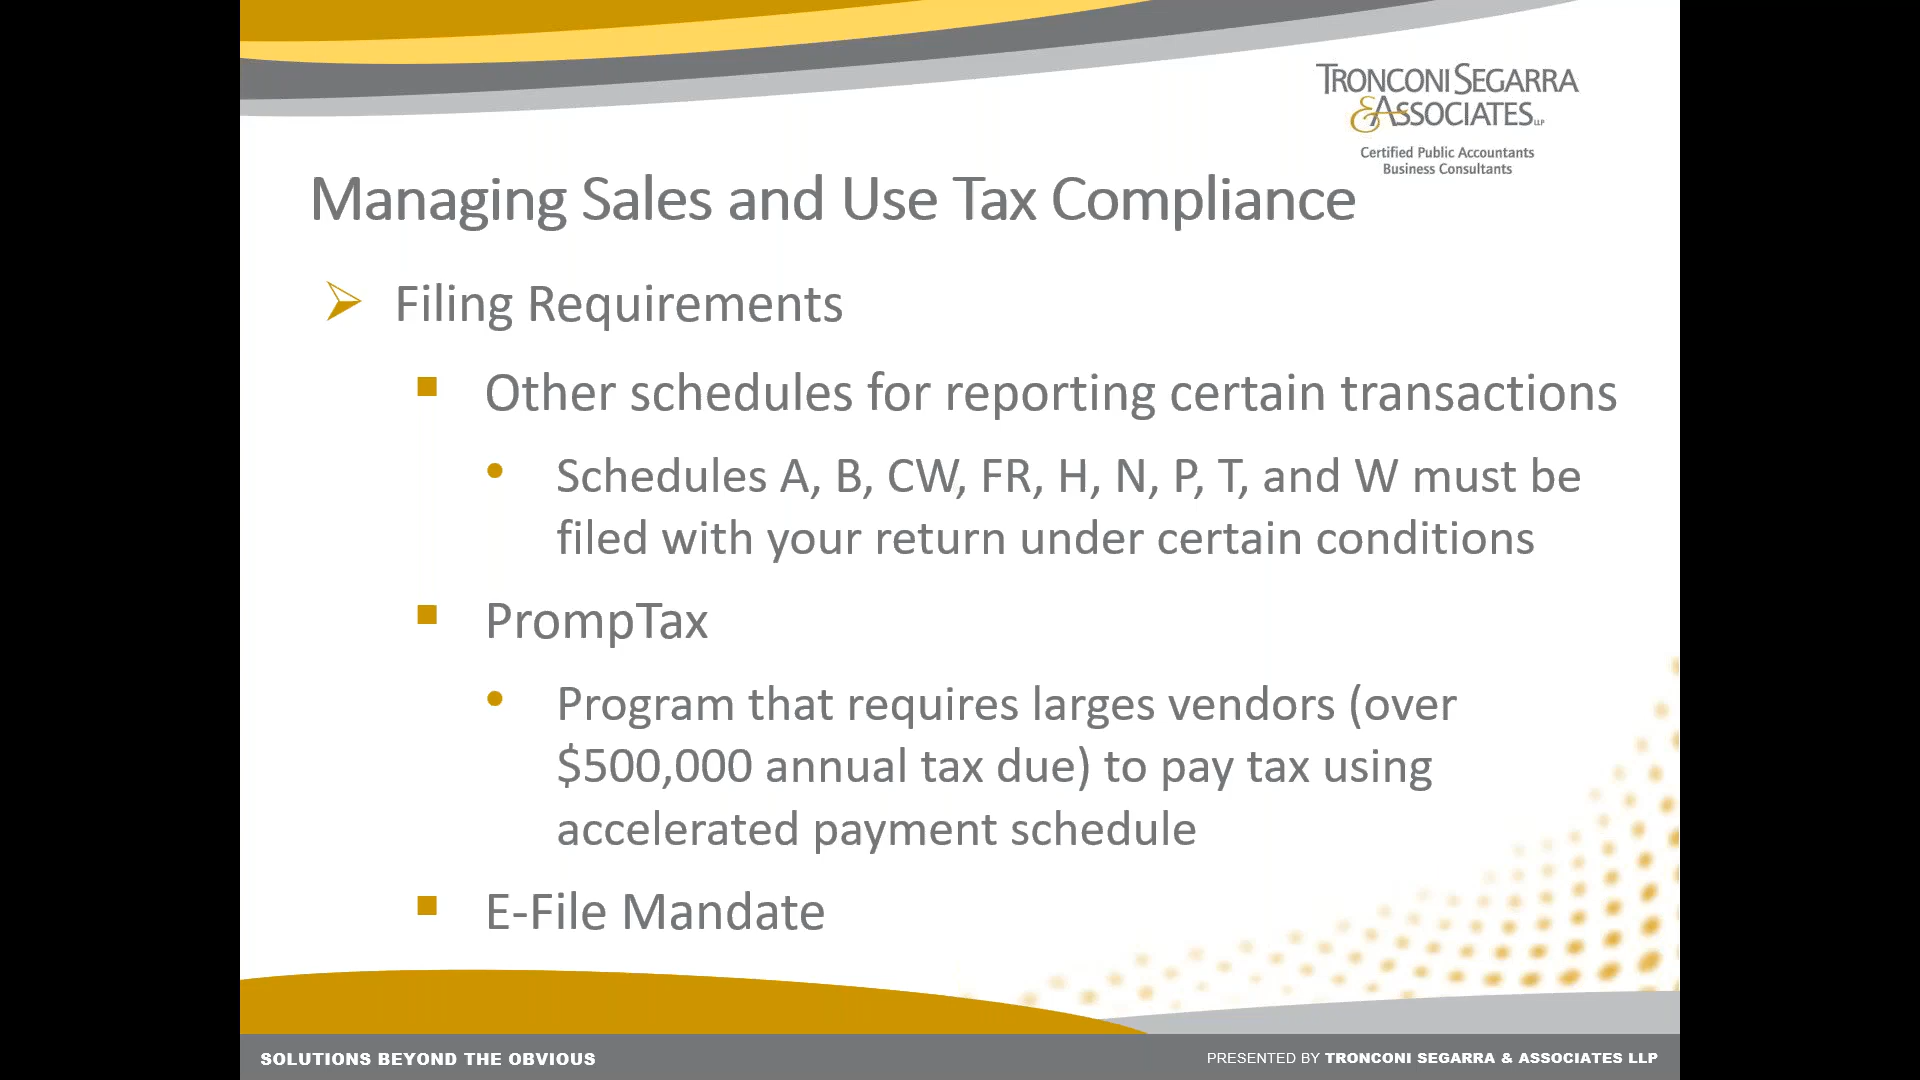 TRONCONI SEGARRA
& ASSOCIATES LLP
Certified Public Accountants
Business Consultants
Managing Sales and Use Tax Compliance
Filing Requirements
Other schedules for reporting certain transactions
Schedules A, B, CW, FR, H, N, P, T, and W must be
filed with your return under certain conditions
PrompTax
Program that requires larges vendors (over
$500,000 annual tax due) to pay tax using
accelerated payment schedule
E-File Mandate
SOLUTIONS BEYOND THE OBVIOUS
PRESENTED BY TRONCONI SEGARRA & ASSOCIATES LLP